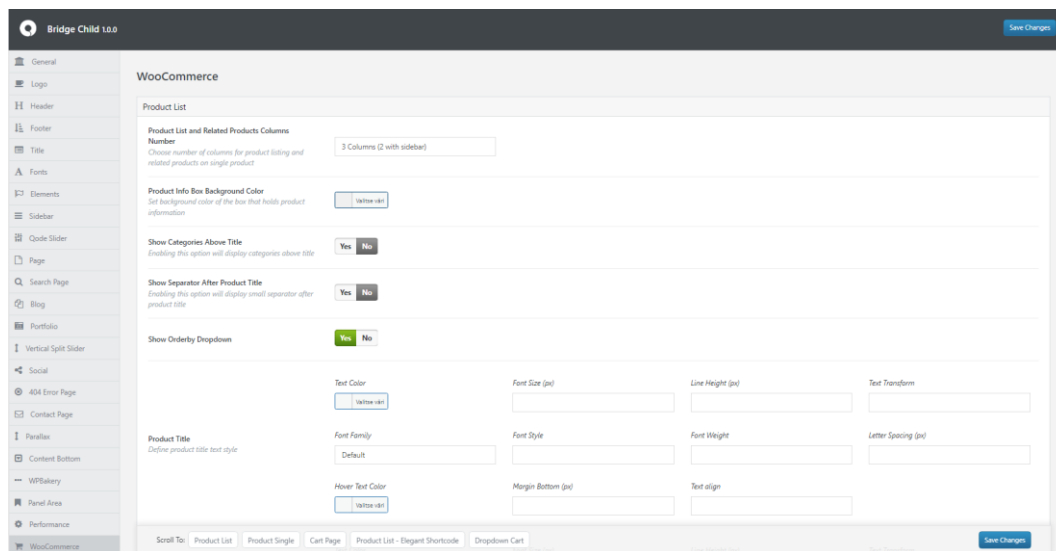 Bridge Child 1.0.0
Save Changes
General
Logo
Header
Footer
Title
Fonts
Elements
Sidebar
Qode Slider
Page
Search Page
Blog
Portfolio
Vertical Split Slider
Social
404 Error Page
Contact Page
Parallax
Content Bottom
WPBakery
Panel Area
Performance
WooCommerce
WooCommerce
Product List
Product List and Related Products Columns
Number
Choose number of columns for product listing and
related products on single product
3 Columns (2 with sidebar)
Product Info Box Background Color
Set background color of the box that holds product
information
Valitse väri
Show Categories Above Title
Enabling this option will display categories above title
Yes No
Show Separator After Product Title
Enabling this option will display small separator after
product title
Yes No
Show Orderby Dropdown
Yes No
Product Title
Define product title text style
Text Color Font Size (px) Line Height (px) Text Transform
Valitse väri
Font Family Font Style Font Weight Letter Spacing (px)
Default
Hover Text Color Margin Bottom (px) Text align
Valitse väri
Scroll To: Product List Product Single Cart Page Product List - Elegant Shortcode Dropdown Cart
Save Changes